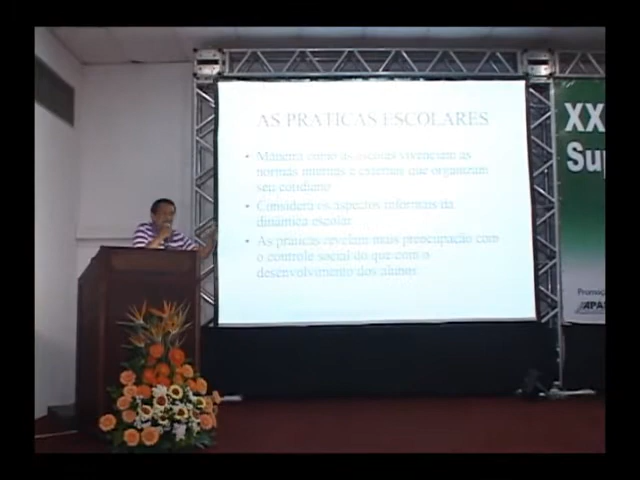 AS PRATICAS ESCOLARES
• Maneira como as escolas vivenciam as
normas internas e externas que organizam
seu cotidiano
• Considera os aspectos informais da
dinâmica escolar
• As práticas revelam mais preocupação com
o controle social do que com o
desenvolvimento dos alunos
XX
Sup
Promoç
APA